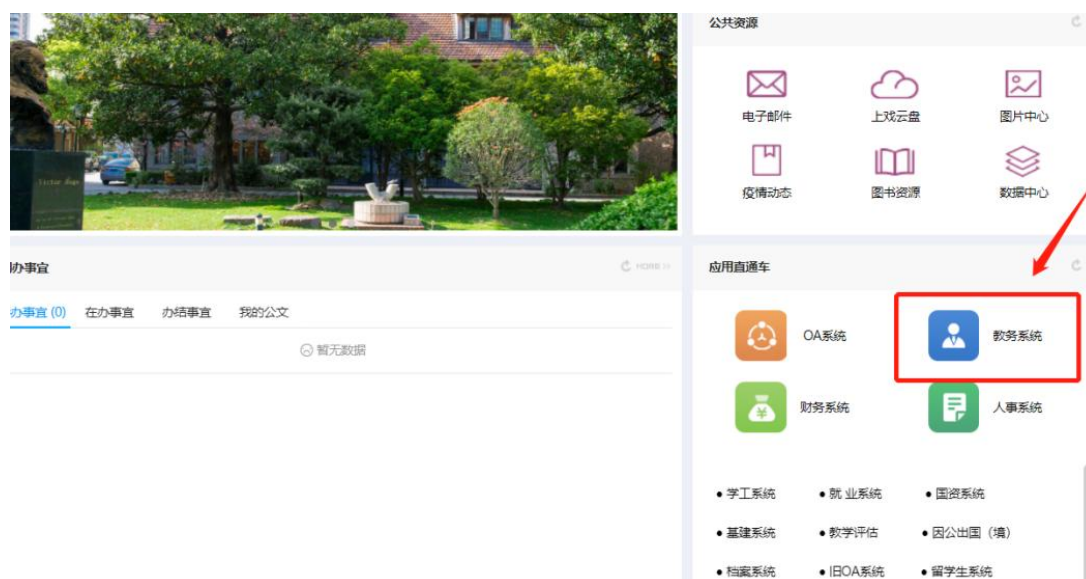 公共资源
电子邮件 上戏云盘 图片中心
疫情动态 图书资源 数据中心
Victor Hugo
办事宜 MORE >>
办事宜 (0) 在办事宜 办结事宜 我的公文
暂无数据
应用直通车
OA系统 教务系统
财务系统 人事系统
• 学工系统 • 就 业系统 • 国资系统
• 基建系统 • 教学评估 • 因公出国（境）
• 档案系统 • 旧OA系统 • 留学生系统